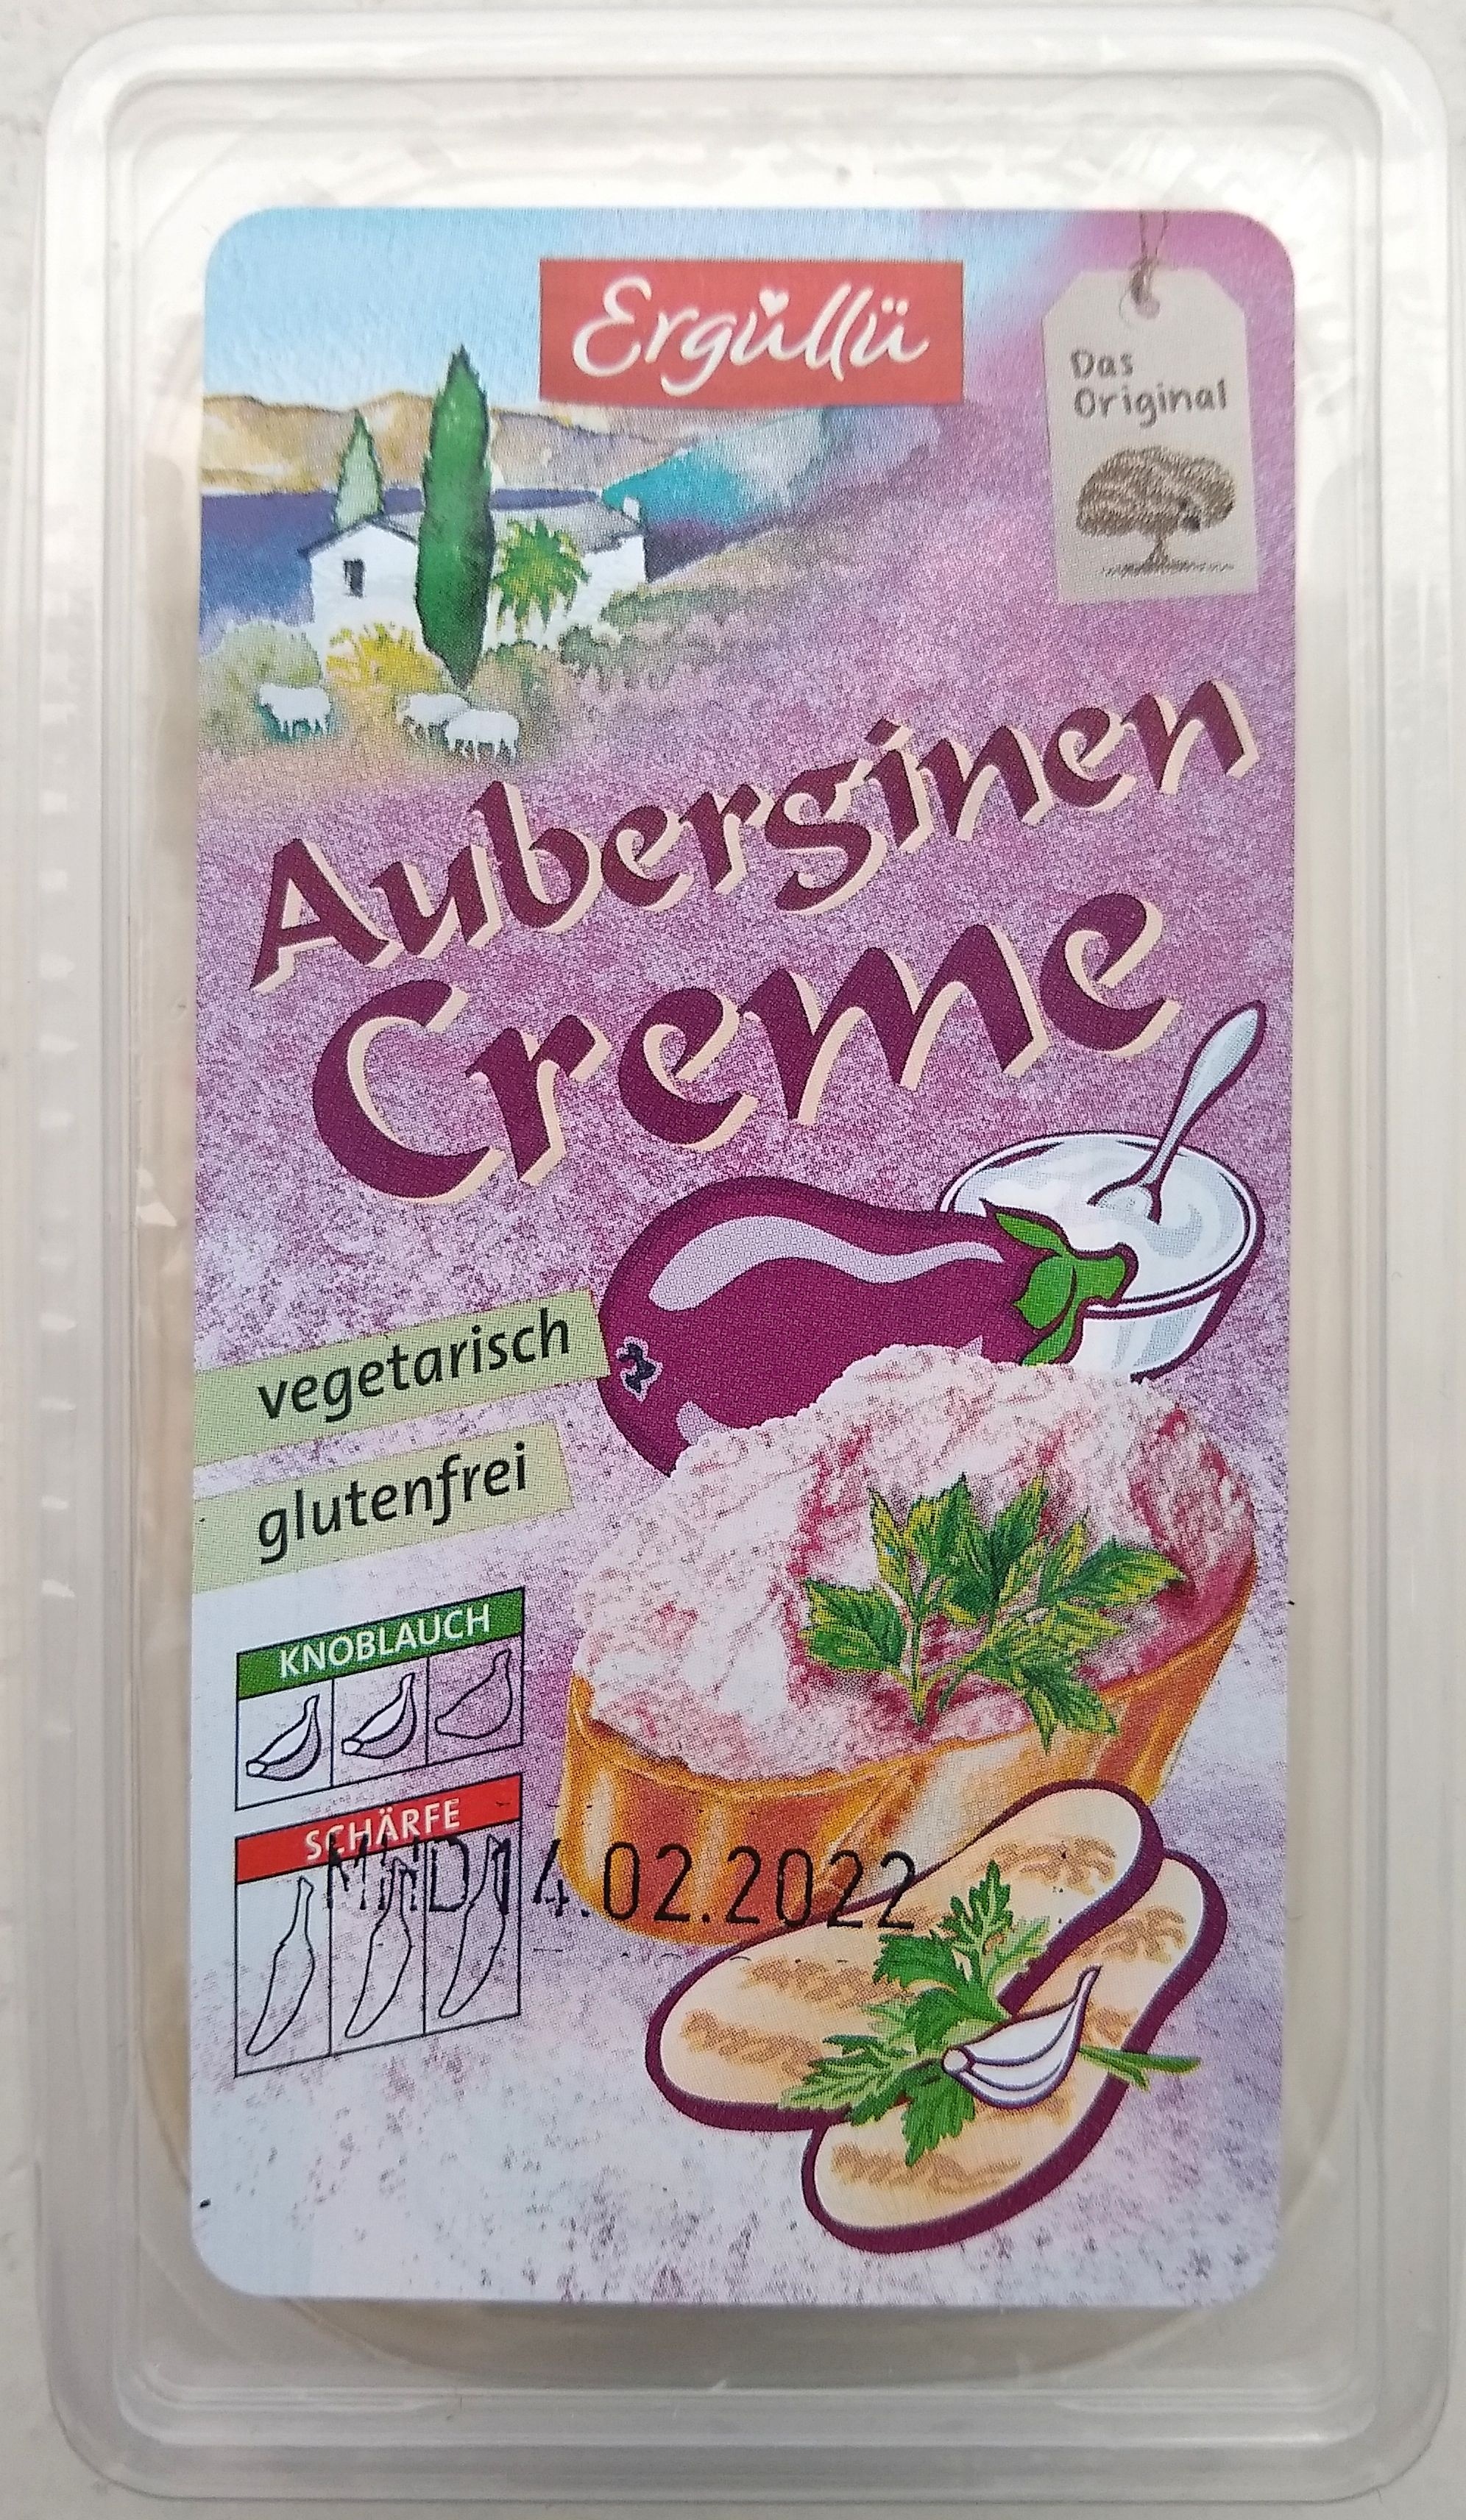 Ergüllü
Das
Original
Auberginen
Creme
vegetarisch
glutenfrei
KNOBLAUCH
SCHÄRFE
MHD 14.02.2022